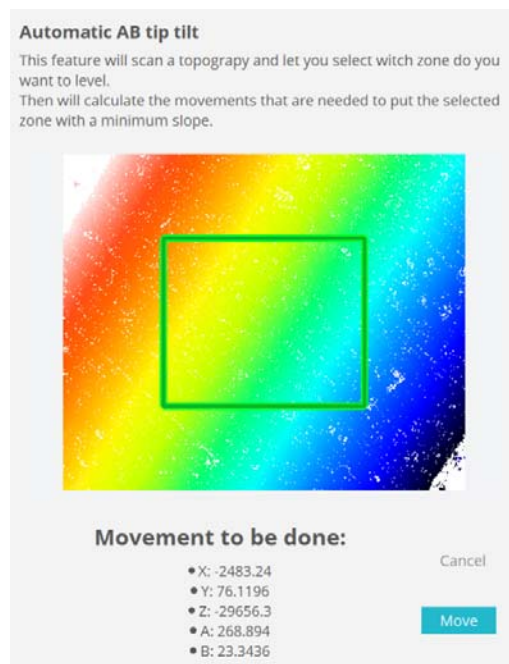 Automatic AB tip tilt
This feature will scan a topograpy and let you select witch zone do you
want to level.
Then will calculate the movements that are needed to put the selected
zone with a minimum slope.
Movement to be done:
• X: -2483.24
• Y: 76.1196
• Z: -29656.3
• A: 268.894
• B: 23.3436
Cancel
Move